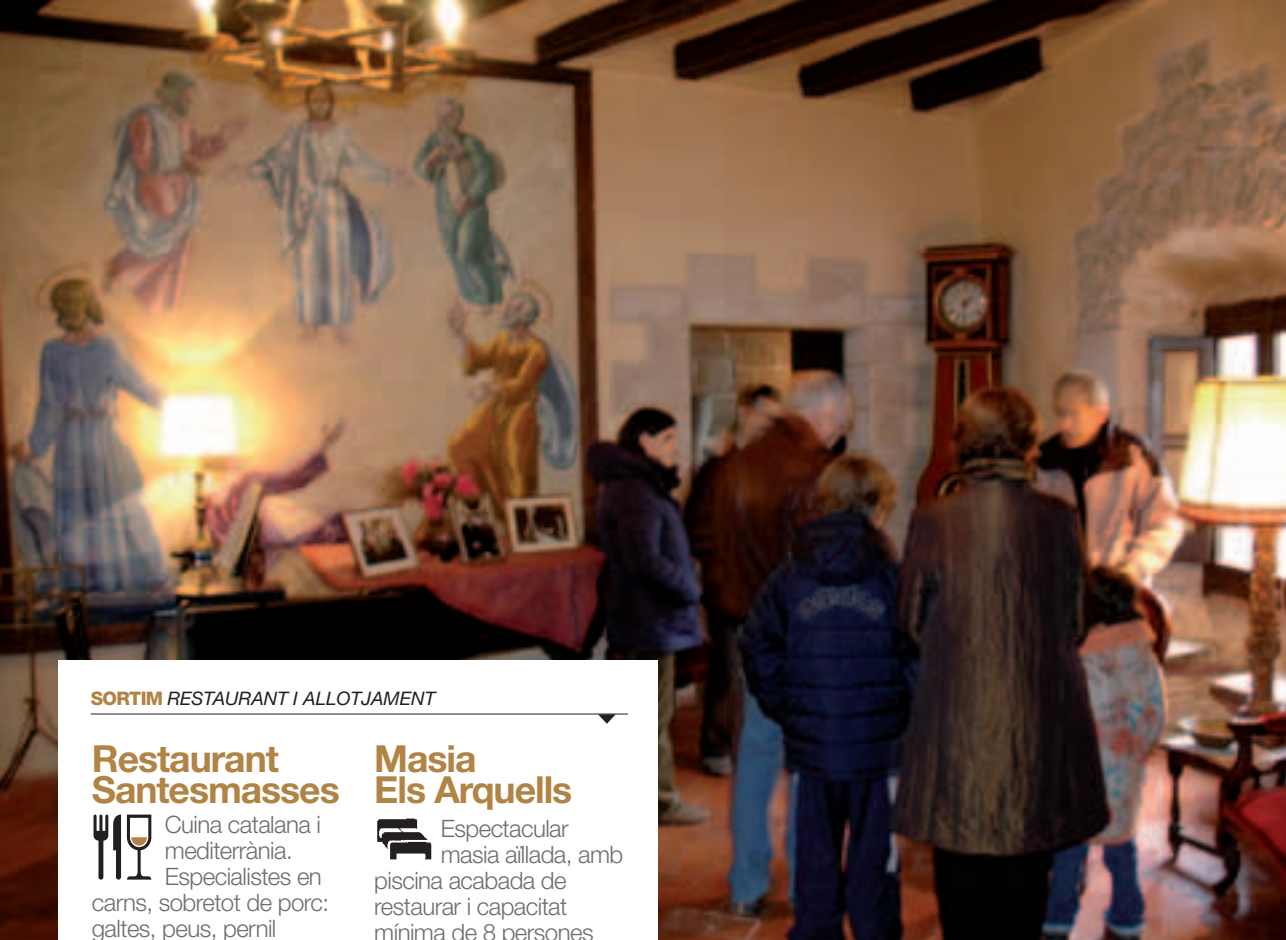 SORTIM RESTAURANT I ALLOTJAMENT
Restaurant
Santesmasses
Cuina catalana i
mediterrània.
Especialistes en
carns, sobretot de porc:
galtes, peus, pernil
Masia
Els Arquells
Espectacular
masia aïllada, amb
piscina acabada de
restaurar i capacitat
mínima de 8 persones